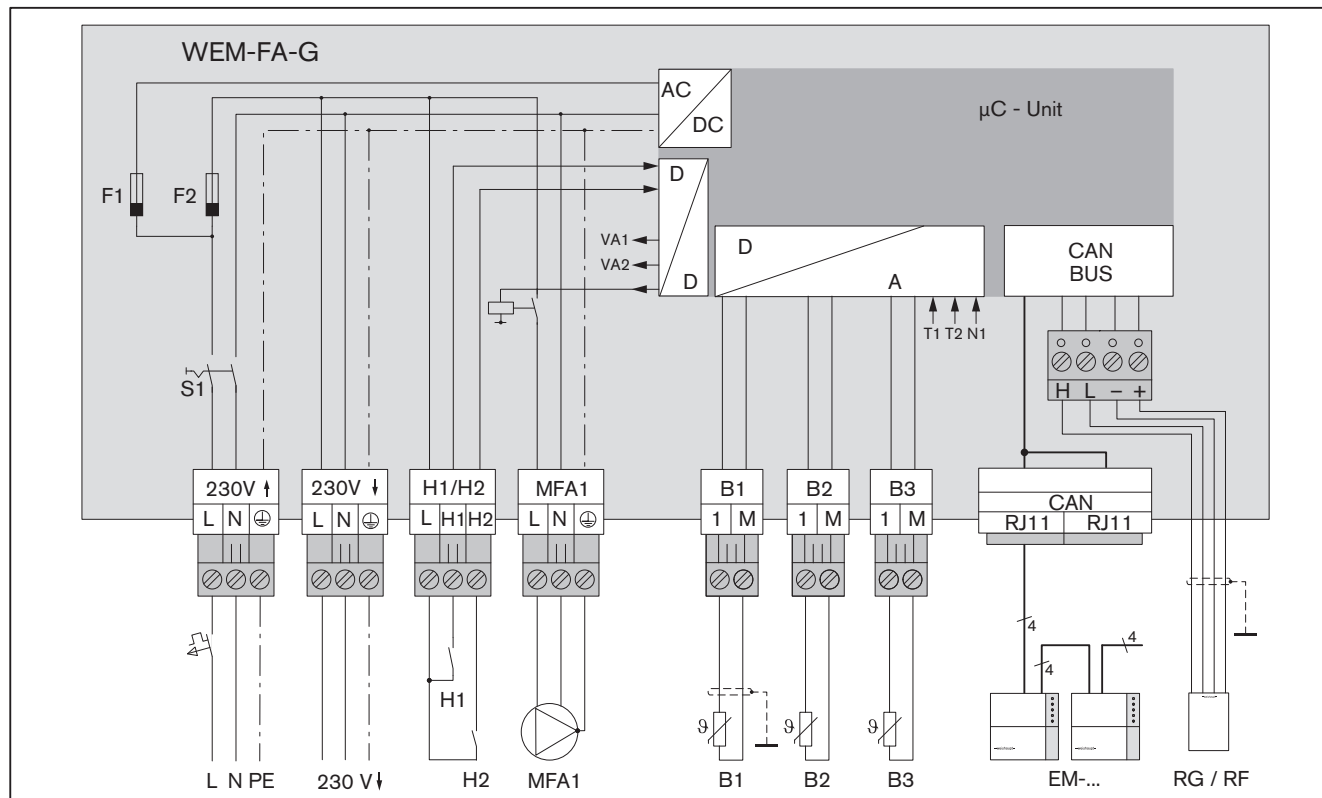 WEM-FA-G
AC
DC
µC - Unit
F1
F2
D
D
VA1
VA2
D
A
T1 T2 N1
CAN
BUS
S1
H L – +
230V
L N
230V
L N
H1/H2
L H1 H2
MFA1
L N
B1
1 M
B2
1 M
B3
1 M
CAN
RJ11 RJ11
4
4
4
H1
ϑ
ϑ
ϑ
L N PE
230 V
H2
MFA1
B1
B2
B3
EM-...
RG / RF